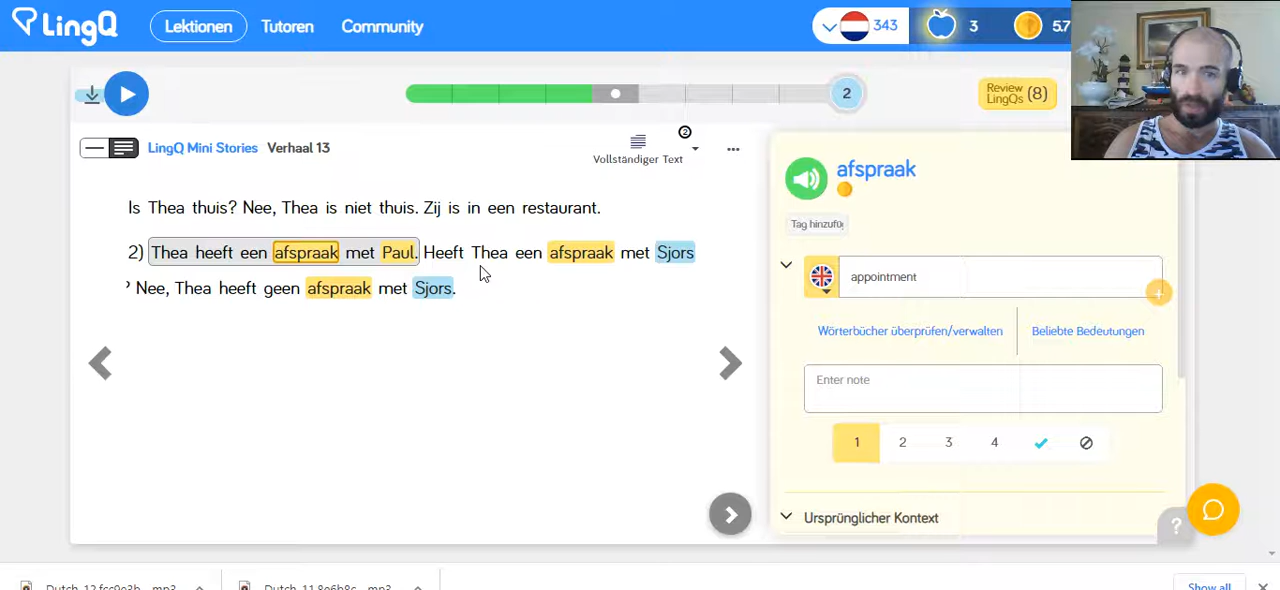 LingQ Lektionen Tutoren Community 343 3 5.7
2 Review LingQs (8)
LingQ Mini Stories Verhaal 13 2 Vollständiger Text ...
Is Thea thuis? Nee, Thea is niet thuis. Zij is in een restaurant.
2) Thea heeft een afspraak met Paul. Heeft Thea een afspraak met Sjors
? Nee, Thea heeft geen afspraak met Sjors.
afspraak
Tag hinzufü
appointment
Wörterbücher überprüfen/verwalten Beliebte Bedeutungen
Enter note
1 2 3 4
Ursprünglicher Kontext
?
Show all